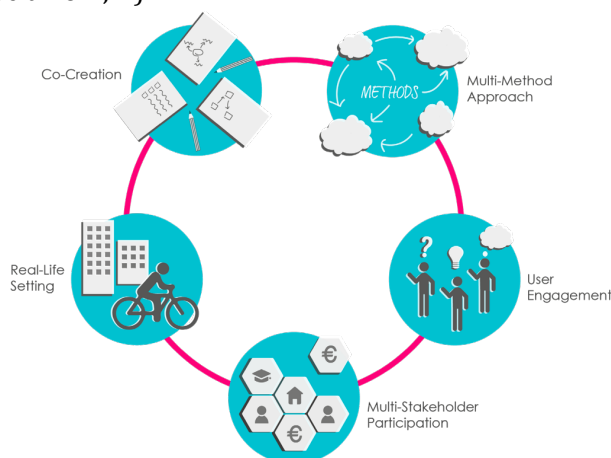 Co-Creation
METHODS
Multi-Method
Approach
?
Real-Life
Setting
User
Engagement
€
€
Multi-Stakeholder
Participation